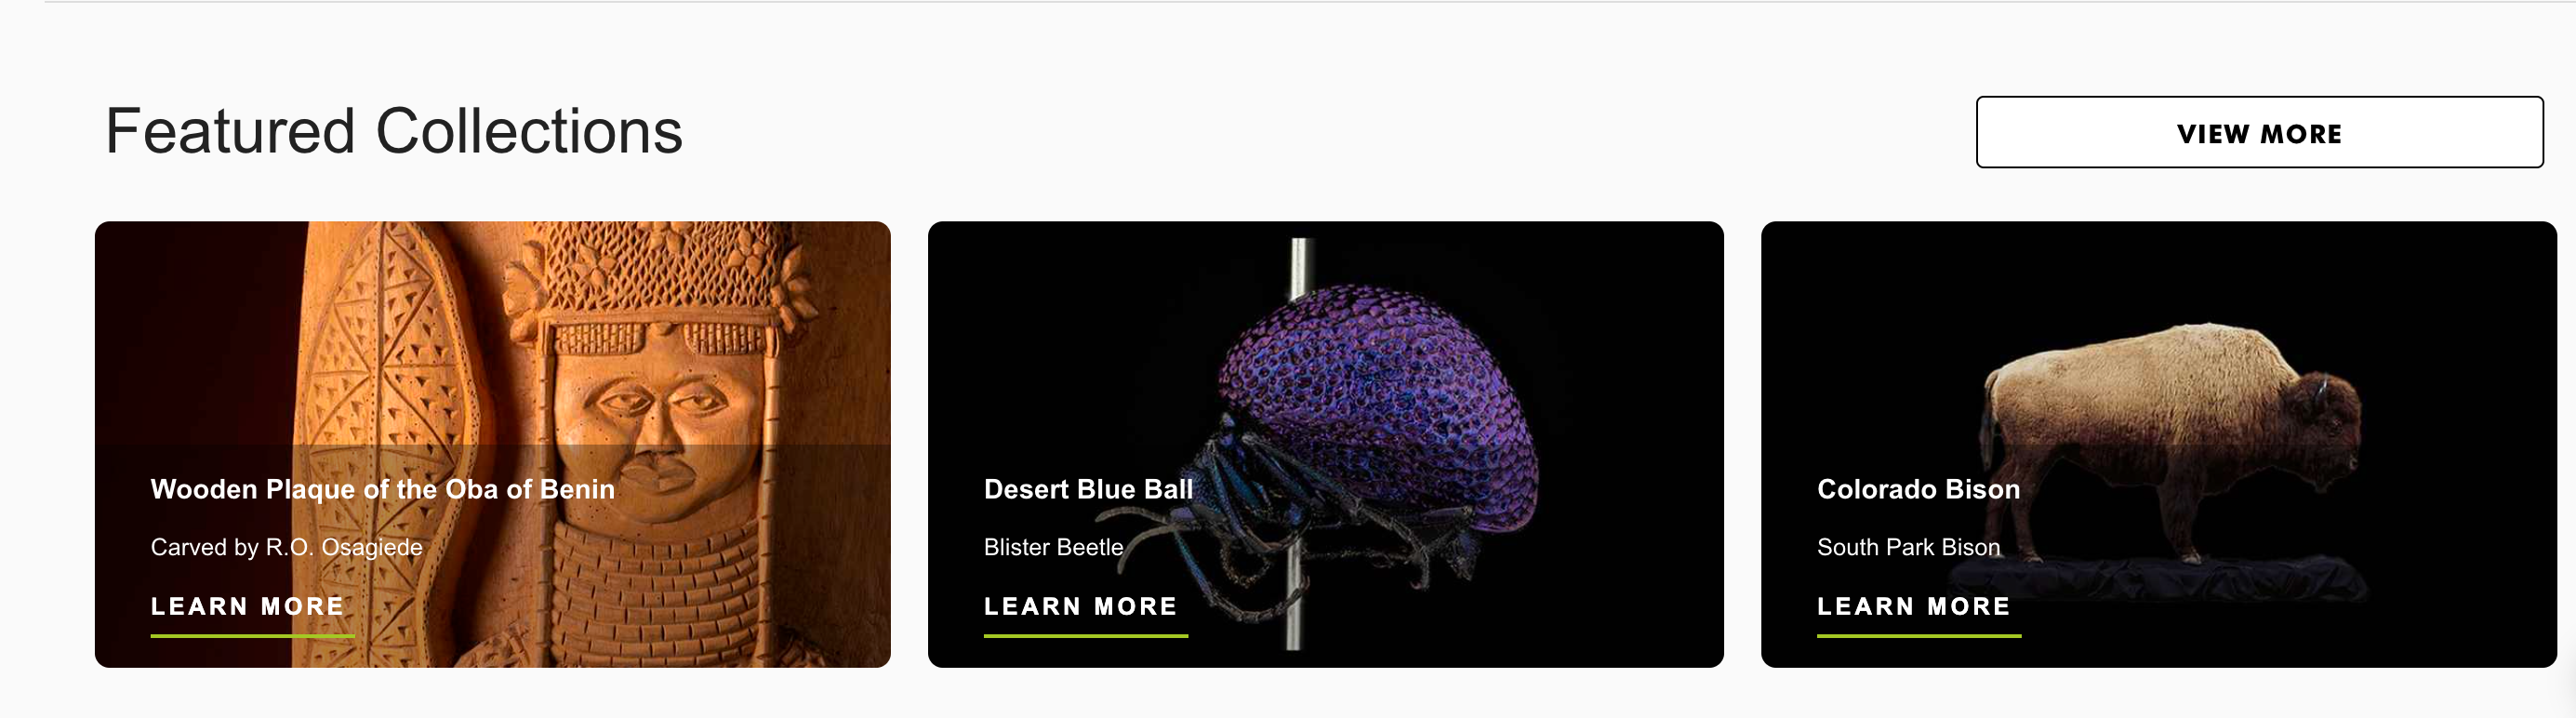 Featured Collections
VIEW MORE
Wooden Plaque of the Oba of Benin
Carved by R.O. Osagiede
LEARN MORE
Desert Blue Ball
Blister Beetle
LEARN MORE
Colorado Bison
South Park Bison
LEARN MORE